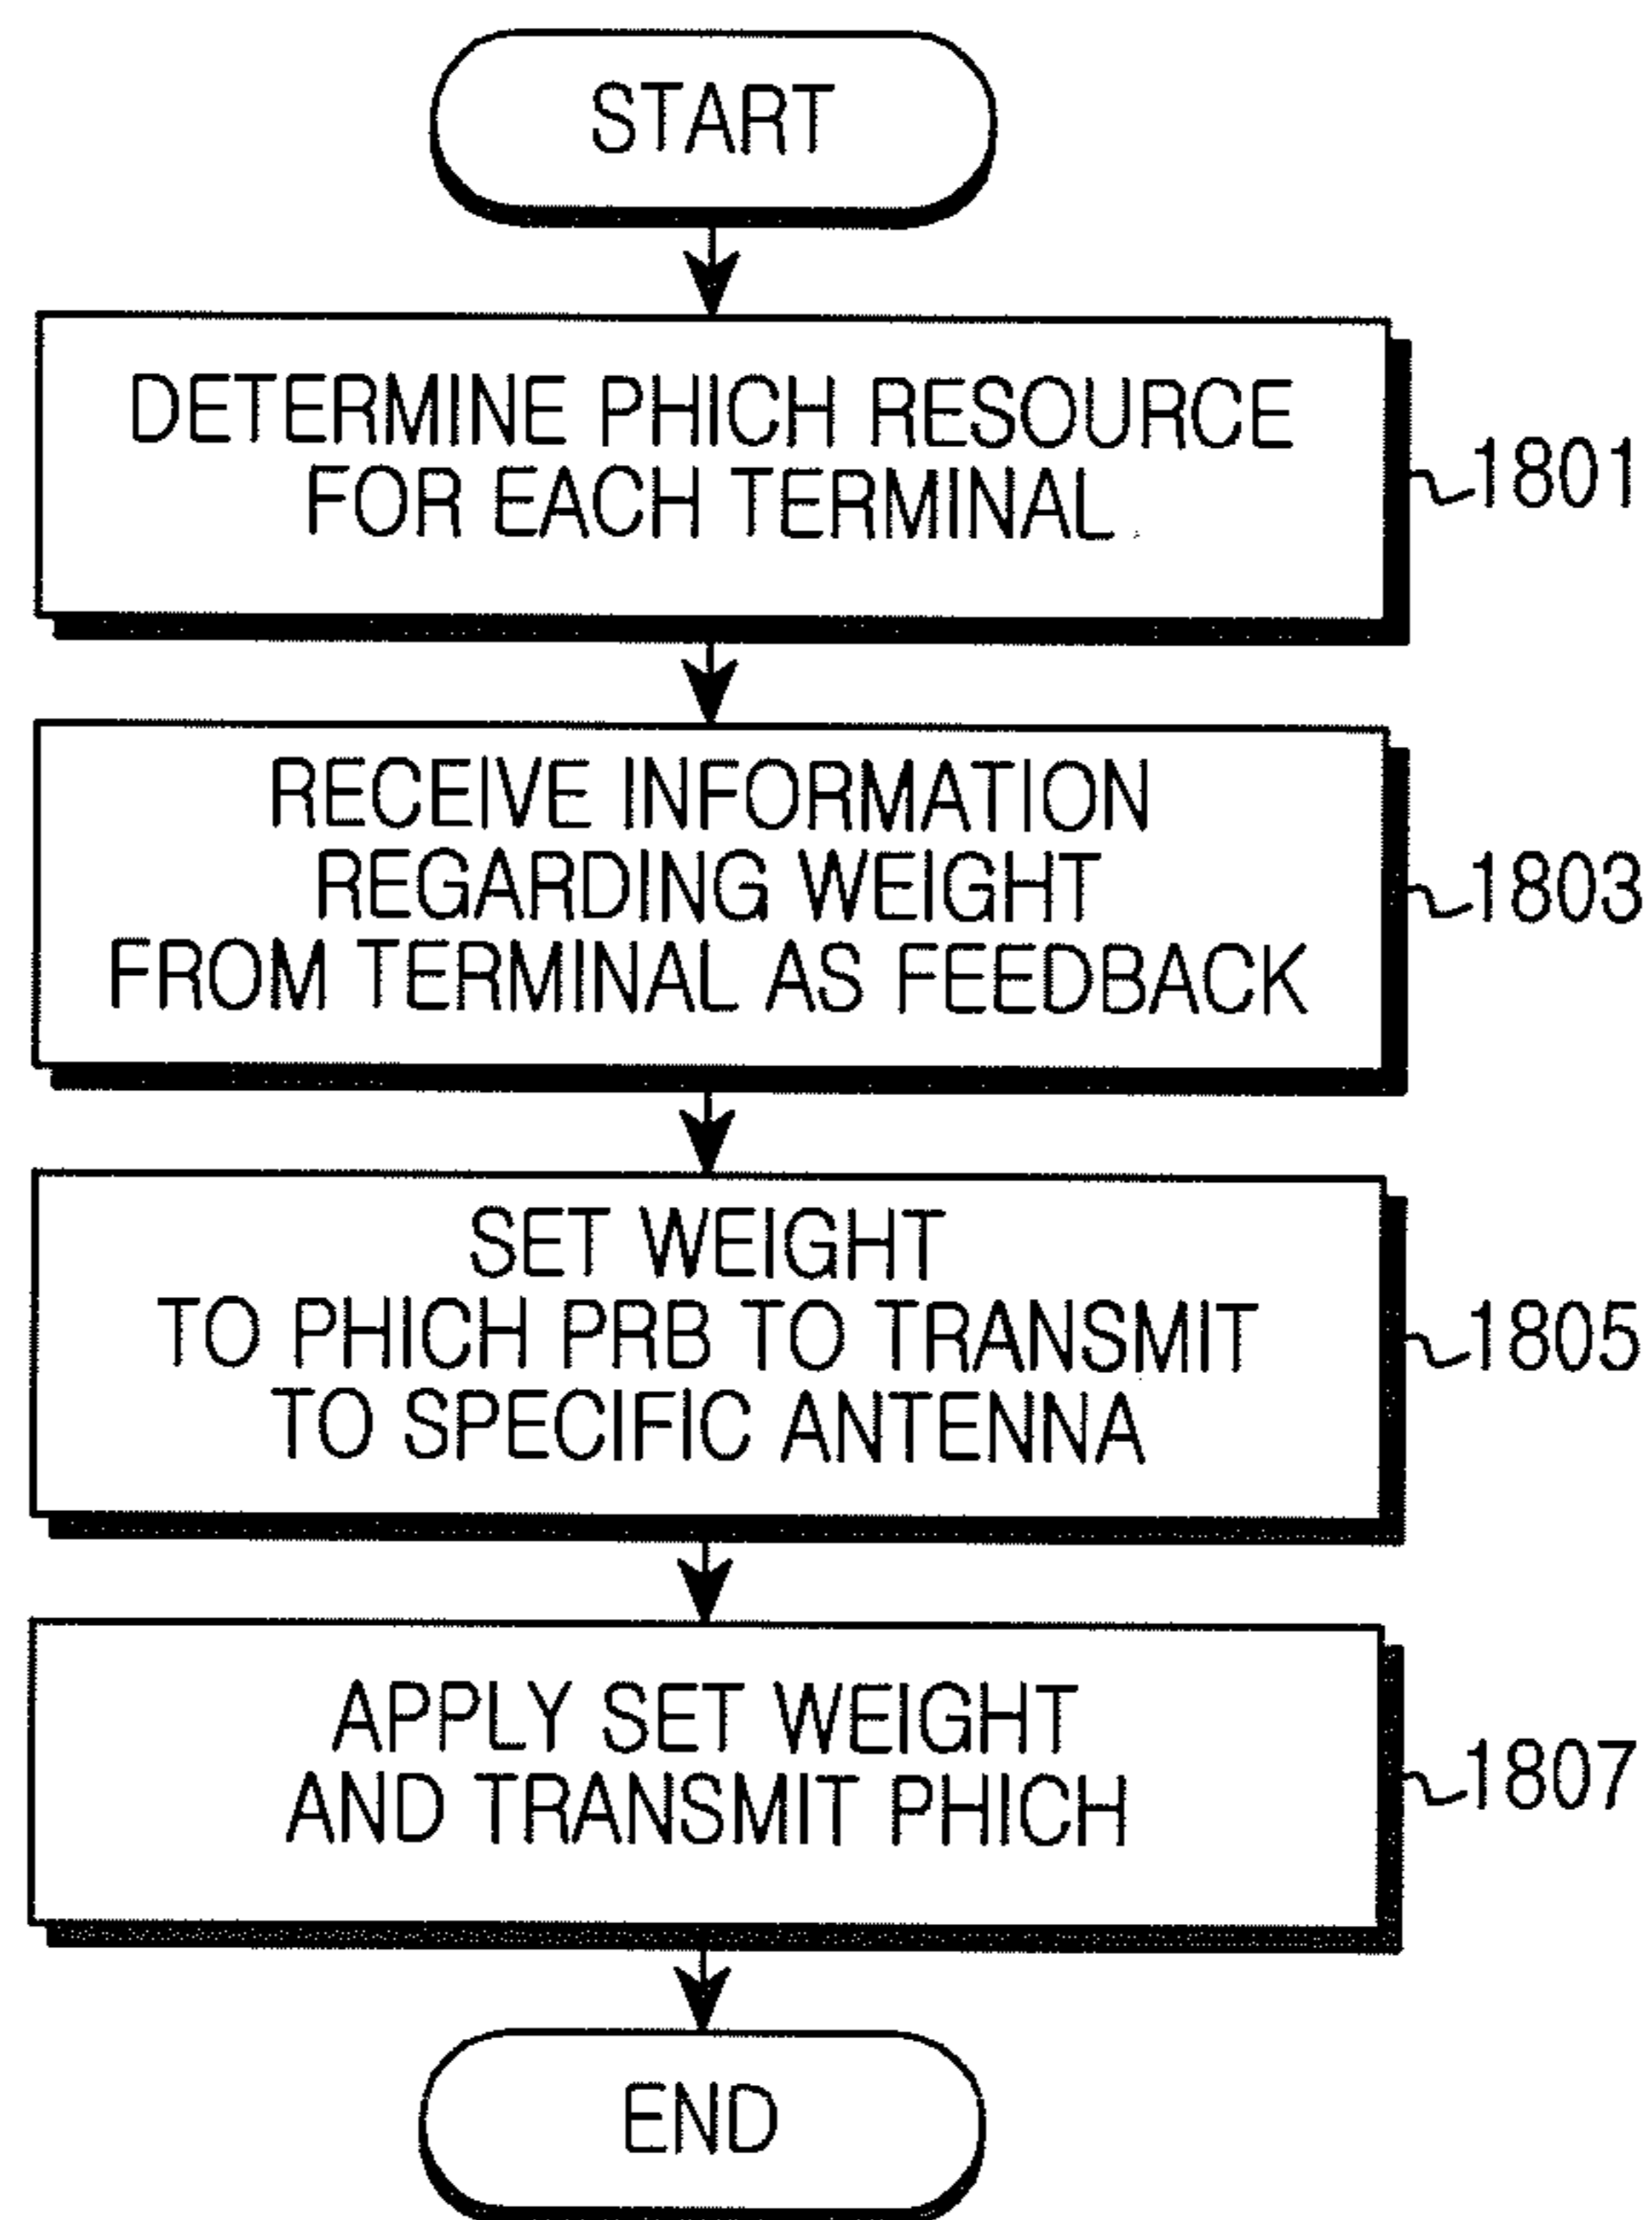 START
DETERMINE PHICH RESOURCE
FOR EACH TERMINAL
1801
RECEIVE INFORMATION
REGARDING WEIGHT
FROM TERMINAL AS FEEDBACK
1803
SET WEIGHT
TO PHICH PRB TO TRANSMIT
TO SPECIFIC ANTENNA
1805
APPLY SET WEIGHT
AND TRANSMIT PHICH
1807
END